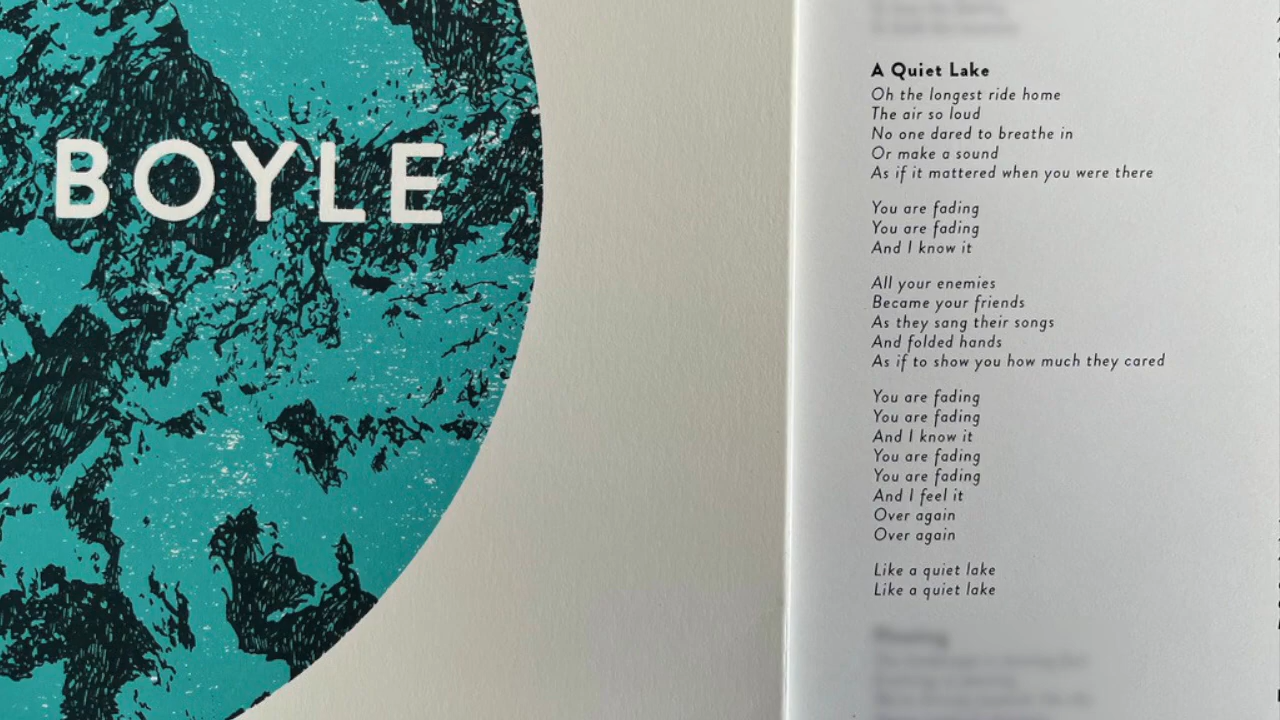 BOYLE
A Quiet Lake
Oh the longest ride home
The air so loud
No one dared to breathe in
Or make a sound
As if it mattered when you were there
You are fading
You are fading
And I know it
All your enemies
Became your friends
As they sang their songs
And folded hands
As if to show you how much they cared
You are fading
You are fading
And I know it
You are fading
You are fading
And I feel it
Over again
Over again
Like a quiet lake
Like a quiet lake